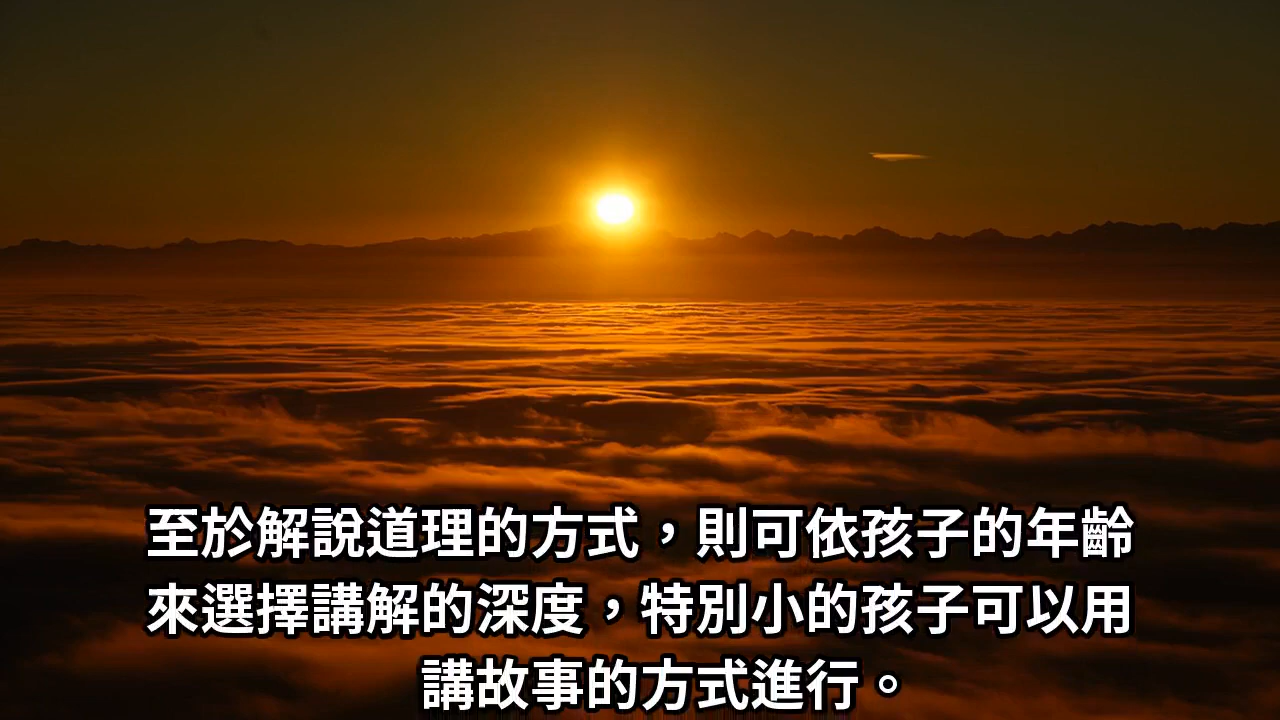 至於解說道理的方式，則可依孩子的年齡
來選擇講解的深度，特別小的孩子可以用
講故事的方式進行。